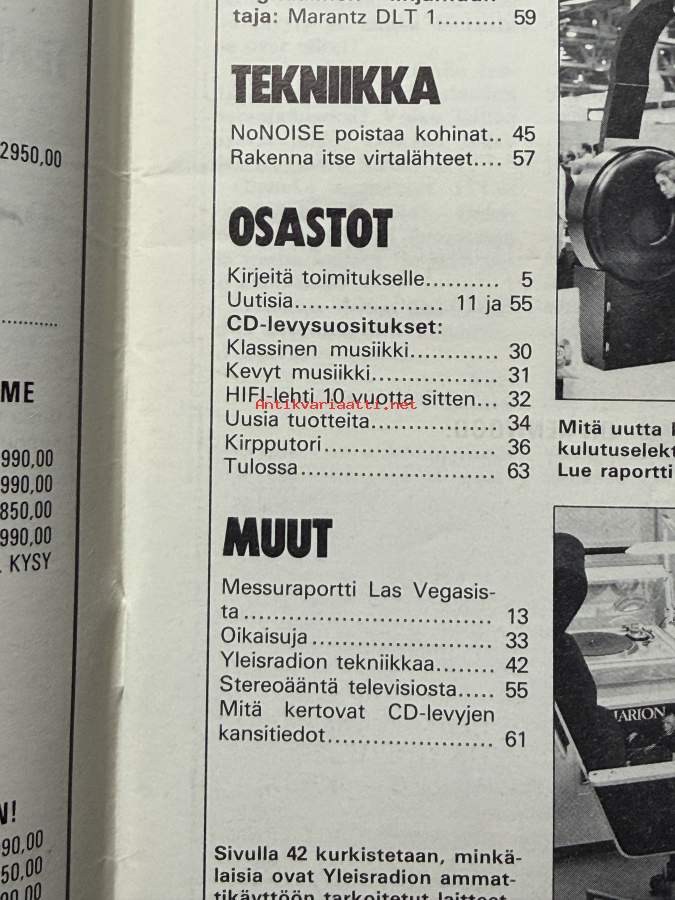 taja: Marantz DLT 1......... 59
TEKNIIKKA
NoNOISE poistaa kohinat.. 45
Rakenna itse virtalähteet.... 57
OSASTOT
Kirjeitä toimitukselle.......... 5
Uutisia.................... 11 ja 55
CD-levysuositukset:
Klassinen musiikki............ 30
Kevyt musiikki................. 31
HIFI-lehti 10 vuotta sitten... 32
Antikvariaatti.net
Uusia tuotteita................. 34
Kirpputori....................... 36
Tulossa.......................... 63
MUUT
Messuraportti Las Vegasis-
ta................................. 13
Oikaisuja........................ 33
Yleisradion tekniikkaa........ 42
Stereoääntä televisiosta..... 55
Mitä kertovat CD-levyjen
kansitiedot...................... 61
Sivulla 42 kurkistetaan, minkä-
laisia ovat Yleisradion ammat-
tikäyttöön tarkoitetut laitteet
2950,00
ME
990,00
990,00
850,00
990,00
KYSY
N!
90,00
50,00
Mitä uutta
kulutuselekt
Lue raportti
LARION